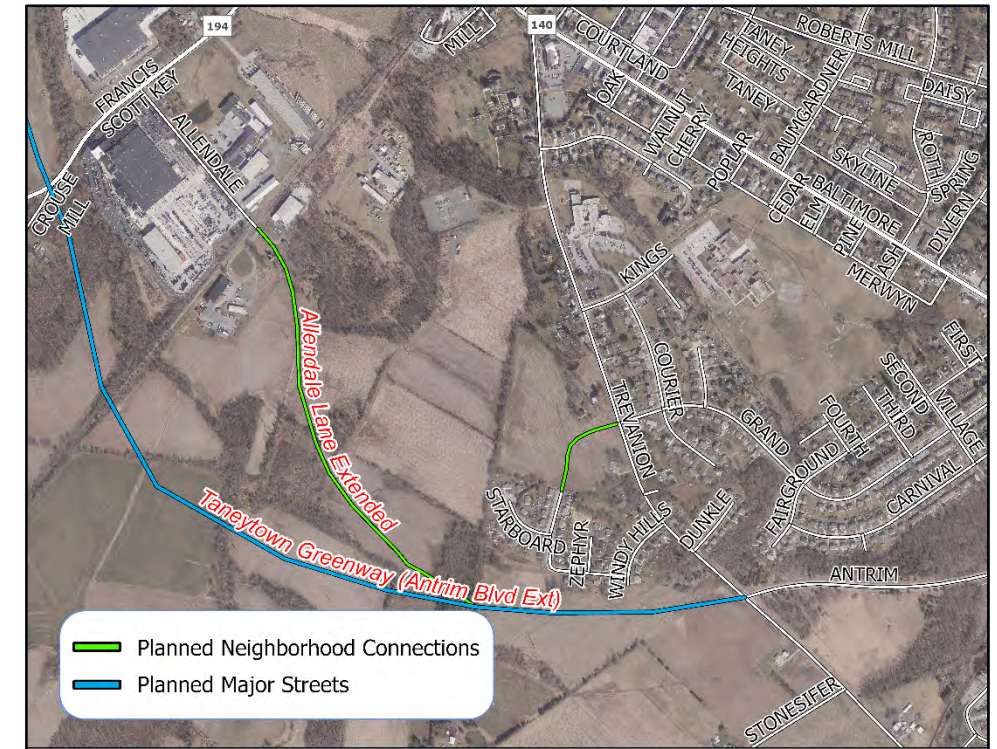 194
140
MILL
COURTLAND
TANEY
HEIGHTS
TANEY
ROBERTS MILL
DAISY
BAUMGARDNER
OAK
WALNUT
CHERRY
POPLAR
SKYLINE
ROTH'S
SPRING
DIVERN
BALTIMORE
CEDAR
ELM
PINE
ASH
MERWYN
FRANCIS
SCOTT KEY
ALLENDALE
CROUSE
MILL
KINGS
COURIER
TREVANION
GRAND
FIRST
SECOND
THIRD
FOURTH
VILLAGE
FAIRGROUND
CARNIVAL
Allendale Lane Extended
STARBOARD
ZEPHYR
WINDY HILLS
DUNKLE
ANTRIM
Taneytown Greenway (Antrim Blvd Ext)
STONESIFER
Planned Neighborhood Connections
Planned Major Streets